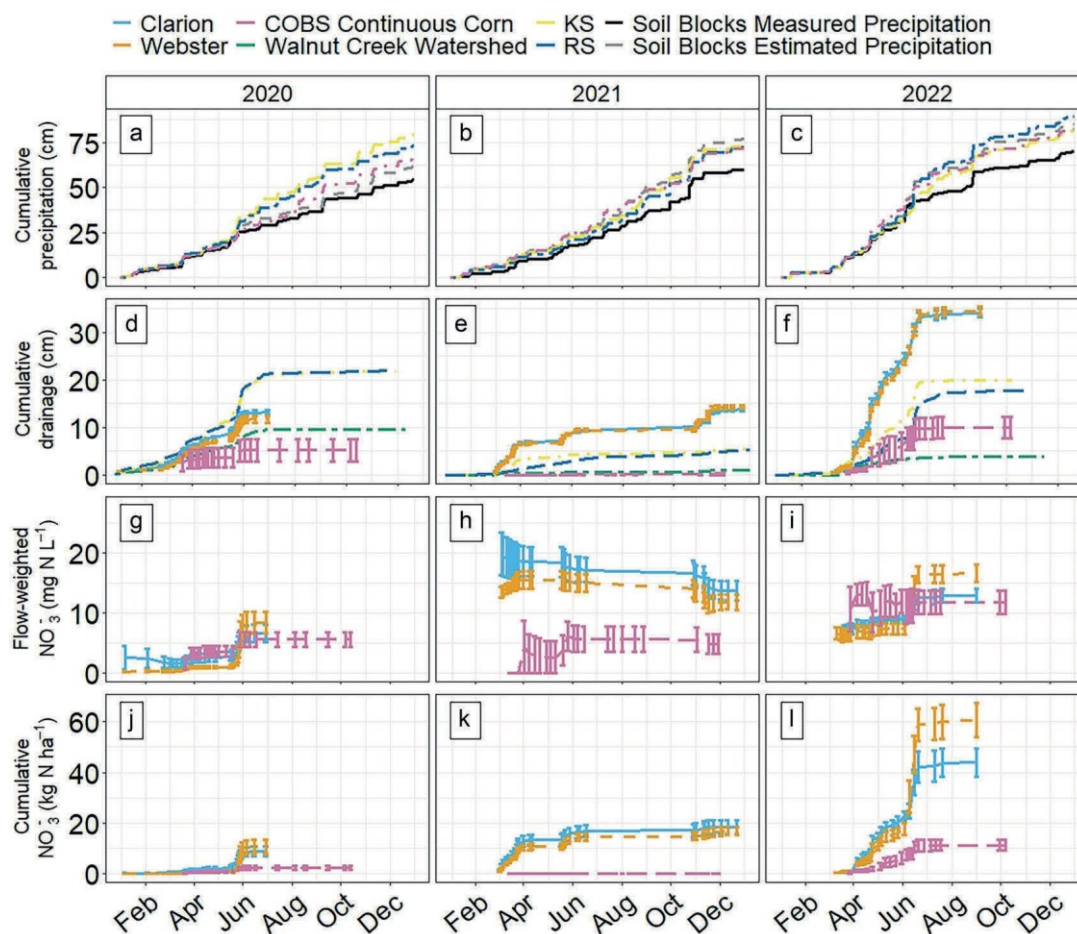 Clarion COBS Continuous Corn KS Soil Blocks Measured Precipitation
Webster Walnut Creek Watershed RS Soil Blocks Estimated Precipitation
2020 2021 2022
a b c
Cumulative
precipitation (cm)
75
50
25
0
d e f
Cumulative
drainage (cm)
30
20
10
0
g h i
Flow-weighted
NO₃⁻ (mg N L⁻¹)
20
10
0
j k l
Cumulative
NO₃⁻ (kg N ha⁻¹)
60
40
20
0
Feb Apr Jun Aug Oct Dec Feb Apr Jun Aug Oct Dec Feb Apr Jun Aug Oct Dec